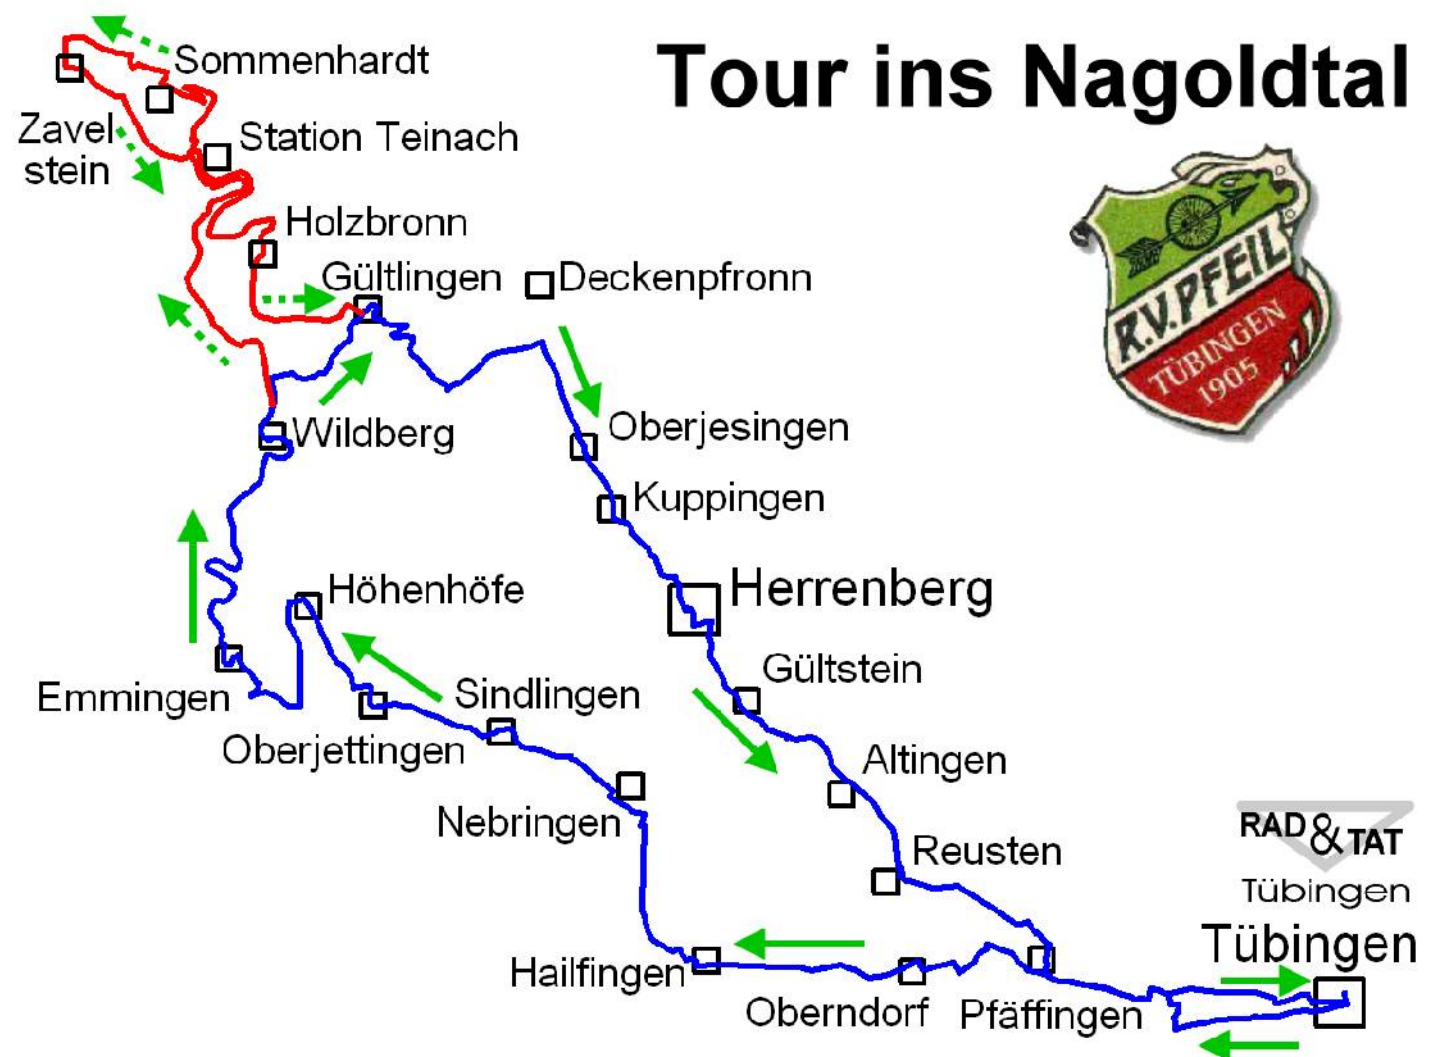 Tour ins Nagoldtal
Sommenhardt
Zavel
stein
Station Teinach
Holzbronn
Gültlingen
Deckenpfronn
R.V.PFEIL
TÜBINGEN
1905
Wildberg
Oberjesingen
Kuppingen
Höhenhöfe
Herrenberg
Emmingen
Sindlingen
Gültstein
Oberjettingen
Altingen
Nebringen
RAD & TAT
Tübingen
Reusten
Tübingen
Hailfingen
Oberndorf
Pfäffingen